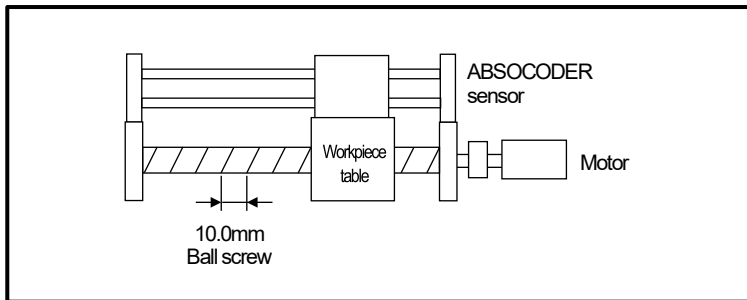 ABSOCODER
sensor
Workpiece
table
Motor
10.0mm
Ball screw